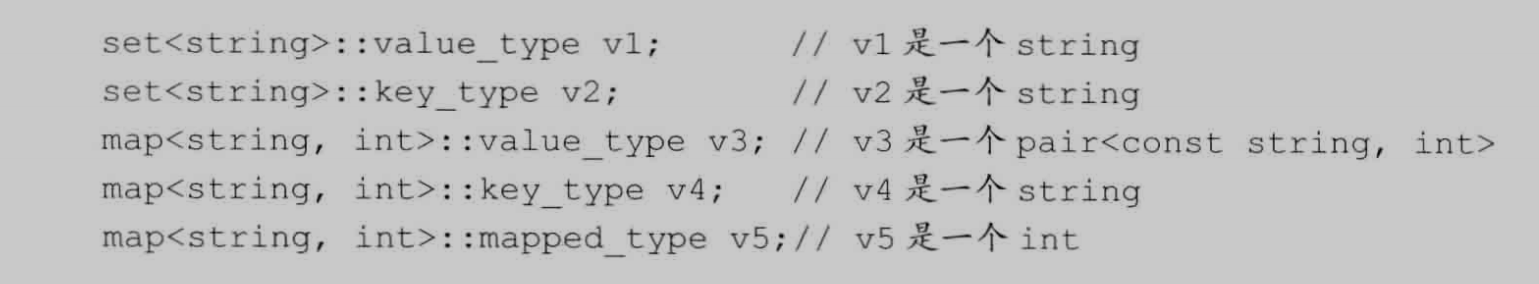 set<string>::value_type v1;        // v1 是一个 string
set<string>::key_type v2;          // v2 是一个 string
map<string, int>::value_type v3; // v3 是一个 pair<const string, int>
map<string, int>::key_type v4;   // v4 是一个 string
map<string, int>::mapped_type v5;// v5 是一个 int